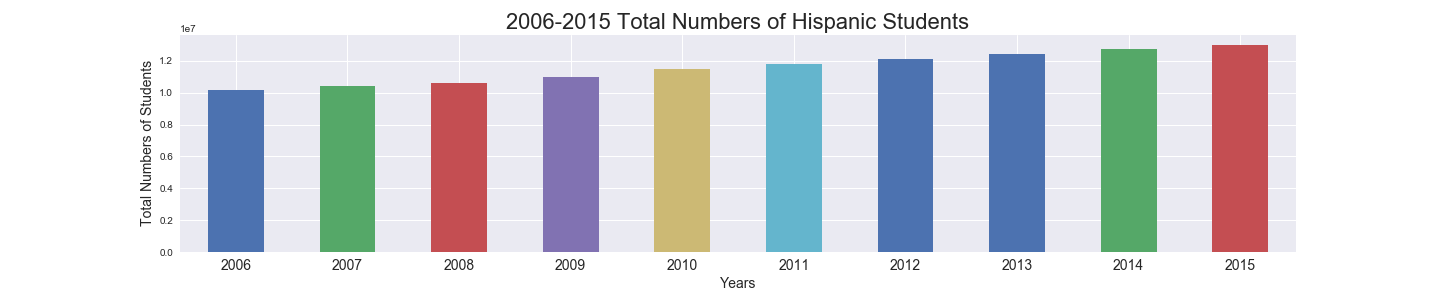 2006-2015 Total Numbers of Hispanic Students
1e7
Total Numbers of Students
1.2
1.0
0.8
0.6
0.4
0.2
0.0
2006 2007 2008 2009 2010 2011 2012 2013 2014 2015
Years